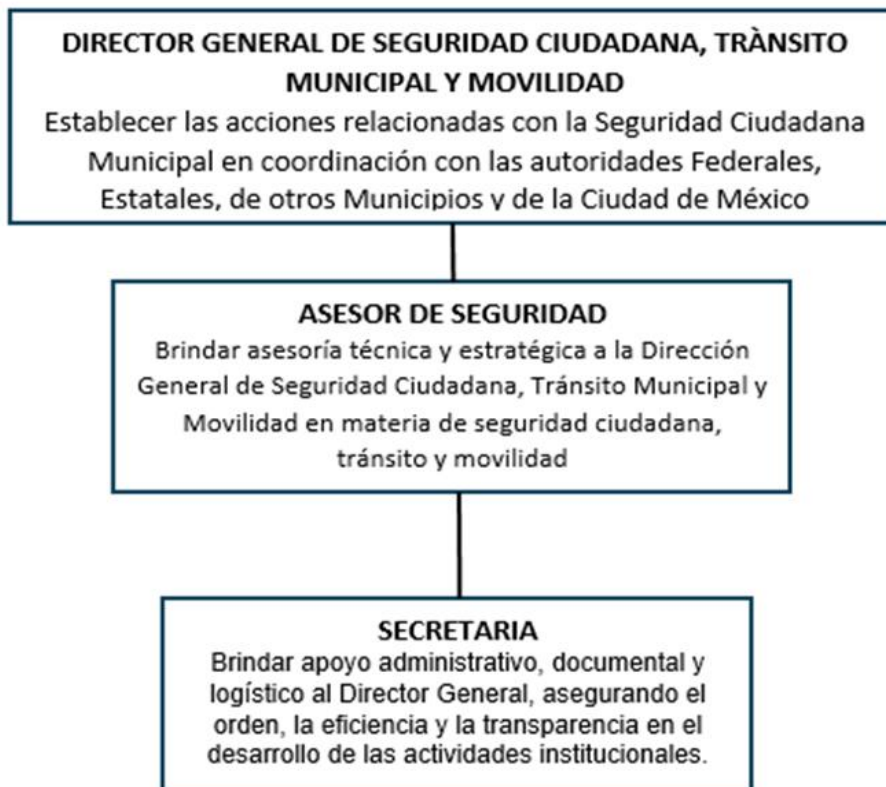 DIRECTOR GENERAL DE SEGURIDAD CIUDADANA, TRÀNSITO
MUNICIPAL Y MOVILIDAD
Establecer las acciones relacionadas con la Seguridad Ciudadana
Municipal en coordinación con las autoridades Federales,
Estatales, de otros Municipios y de la Ciudad de México
ASESOR DE SEGURIDAD
Brindar asesoría técnica y estratégica a la Dirección
General de Seguridad Ciudadana, Tránsito Municipal y
Movilidad en materia de seguridad ciudadana,
tránsito y movilidad
SECRETARIA
Brindar apoyo administrativo, documental y
logístico al Director General, asegurando el
orden, la eficiencia y la transparencia en el
desarrollo de las actividades institucionales.